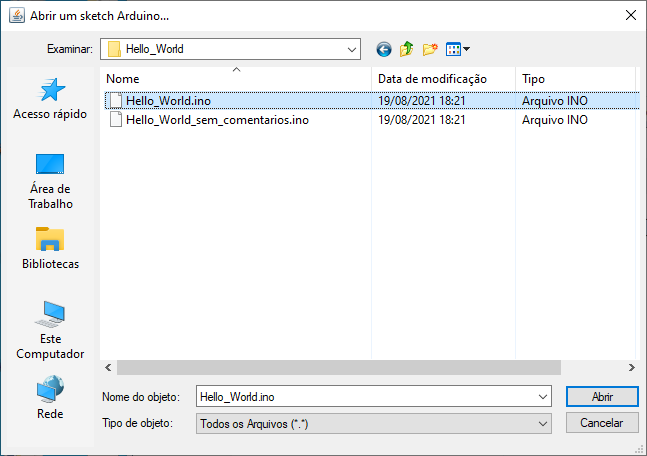 Abrir um sketch Arduino...
Examinar: Hello_World
Nome Data de modificação Tipo
Hello_World.ino 19/08/2021 18:21 Arquivo INO
Hello_World_sem_comentarios.ino 19/08/2021 18:21 Arquivo INO
Acesso rápido
Área de
Trabalho
Bibliotecas
Este
Computador
Rede
Nome do objeto: Hello_World.ino Abrir
Tipo de objeto: Todos os Arquivos (*.*) Cancelar